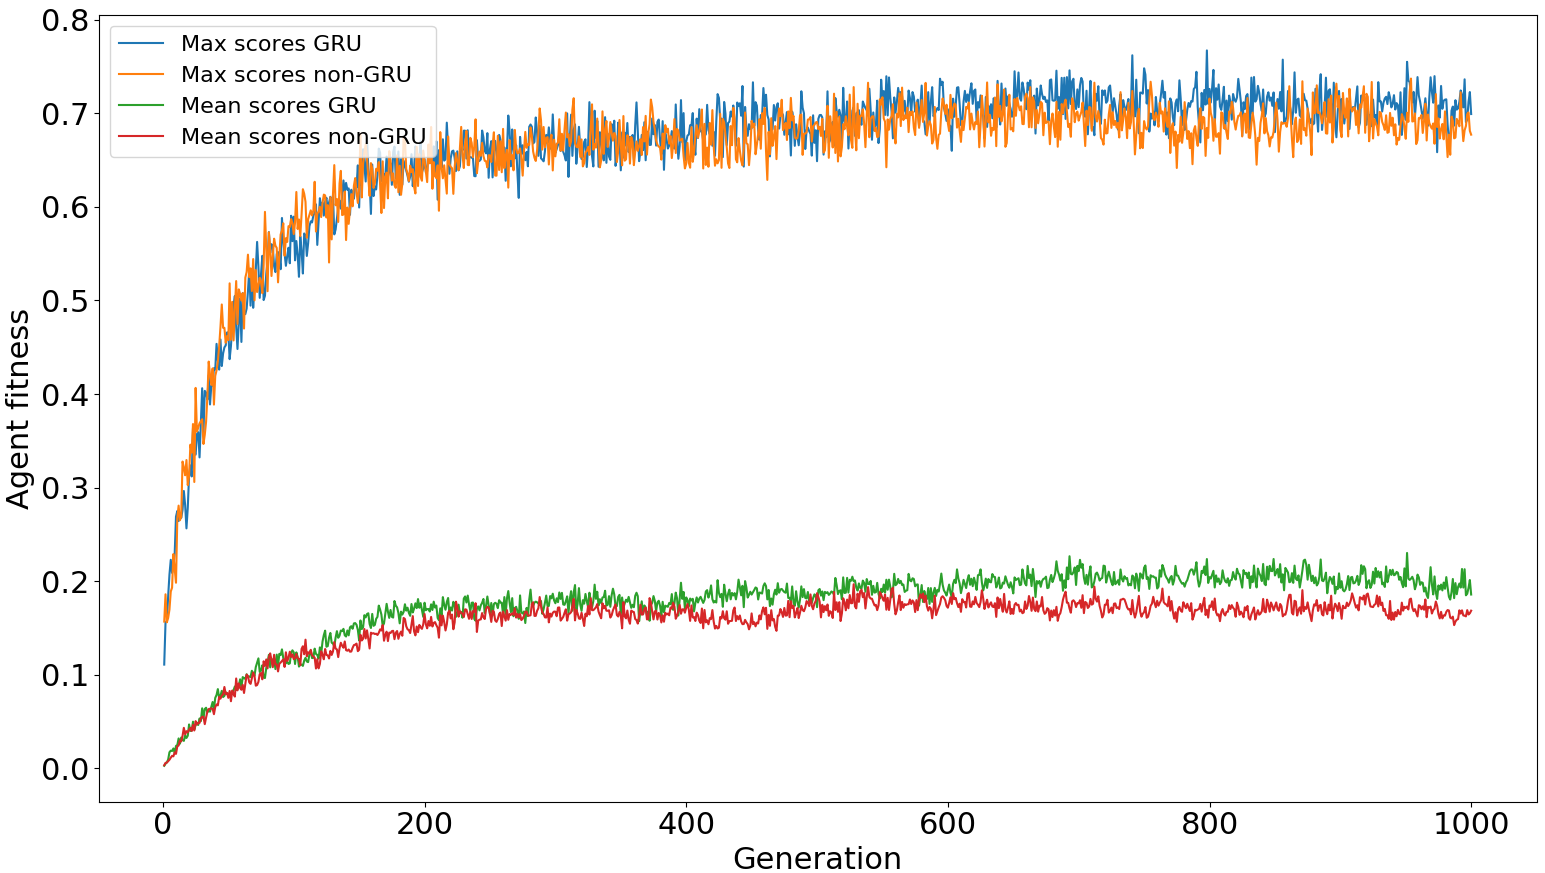 Max scores GRU
Max scores non-GRU
Mean scores GRU
Mean scores non-GRU
0.8
0.7
0.6
0.5
0.4
0.3
0.2
0.1
0.0
Agent fitness
0 200 400 600 800 1000
Generation